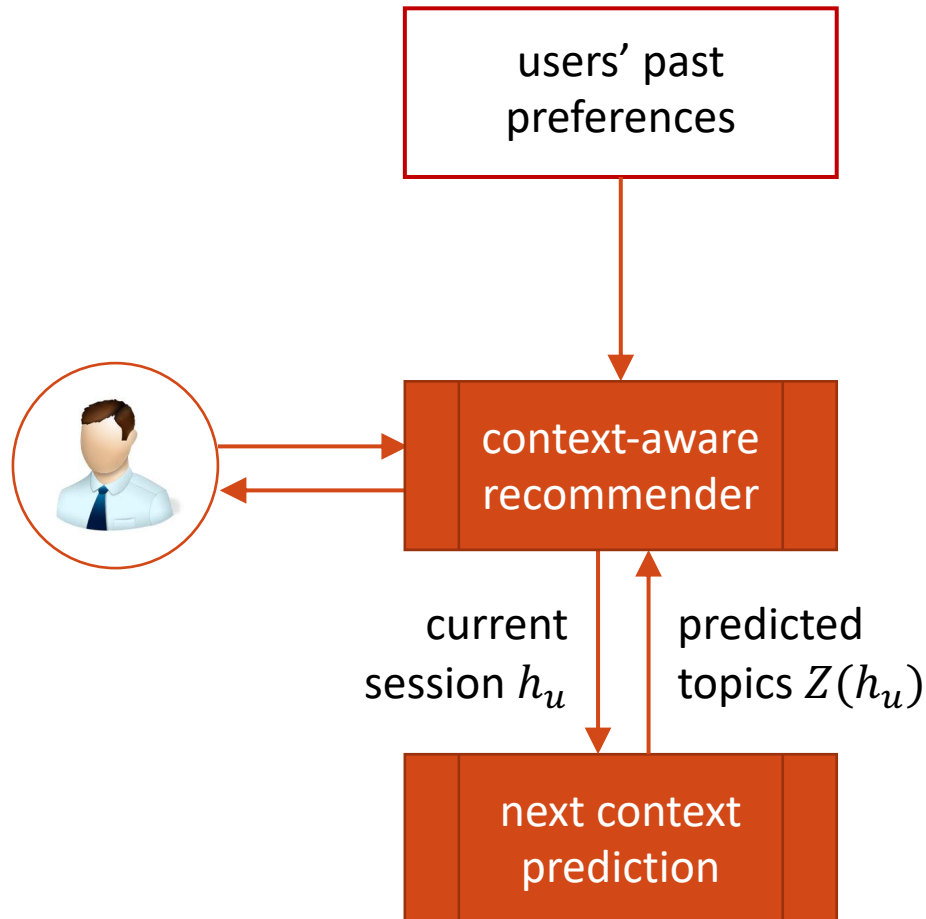 users’ past
preferences
context-aware
recommender
current
session $h_u$
predicted
topics $Z(h_u)$
next context
prediction